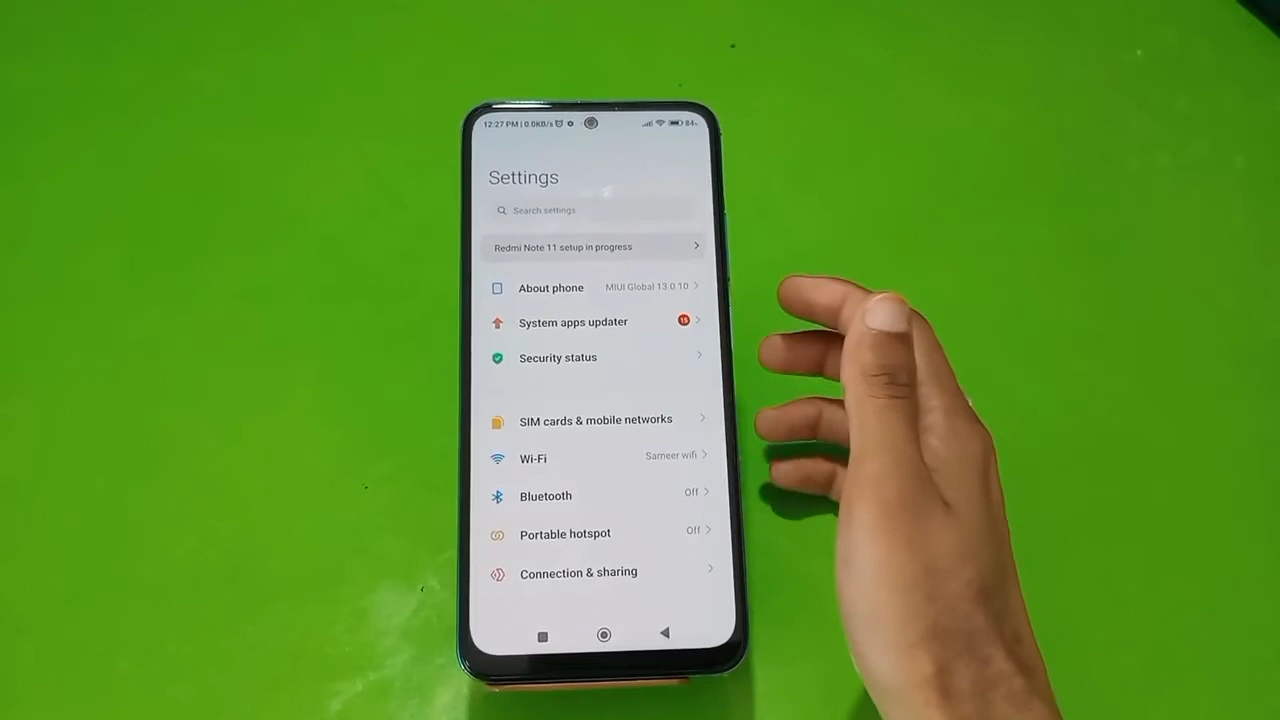 12:27 PM | 0.0KB/s 84
Settings
Search settings
Redmi Note 11 setup in progress
About phone MIUI Global 13.0 10
System apps updater 15
Security status
SIM cards & mobile networks
Wi-Fi Sameer wifi
Bluetooth Off
Portable hotspot Off
Connection & sharing